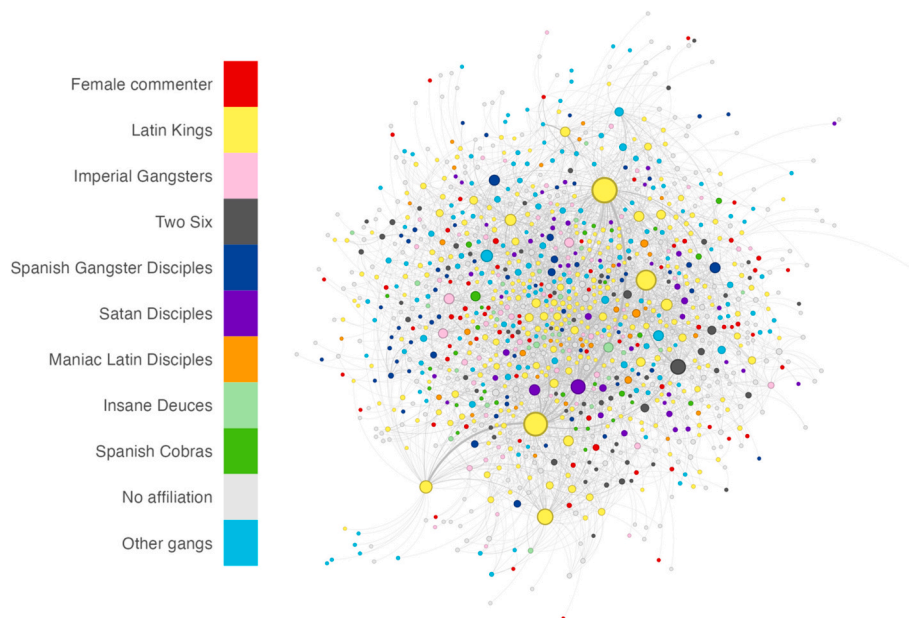 Female commenter
Latin Kings
Imperial Gangsters
Two Six
Spanish Gangster Disciples
Satan Disciples
Maniac Latin Disciples
Insane Deuces
Spanish Cobras
No affiliation
Other gangs